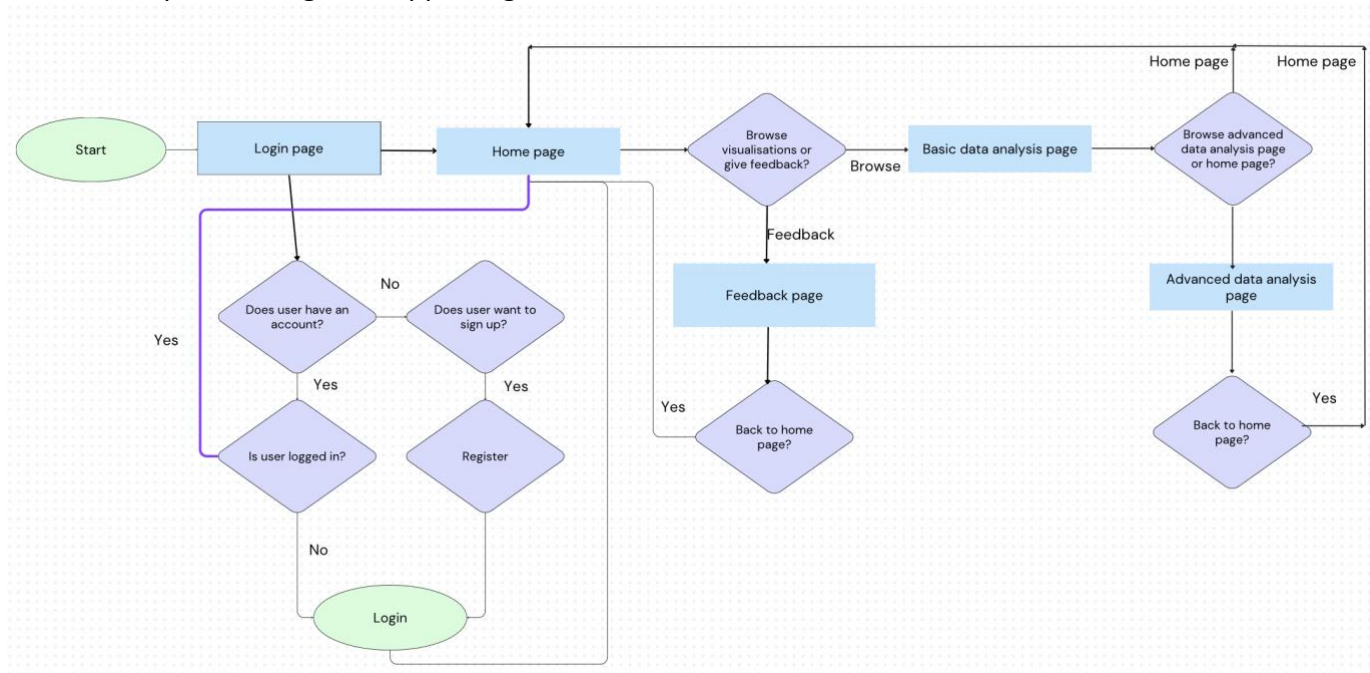 Home page
Home page
Start
Login page
Home page
Browse
visualisations or
give feedback?
Browse
Basic data analysis page
Browse advanced
data analysis page
or home page?
Feedback
Feedback page
Advanced data analysis
page
No
Does user have an
account?
Does user want to
sign up?
Yes
Yes
Yes
Yes
Yes
Is user logged in?
Register
Back to home
page?
Back to home
page?
No
Login